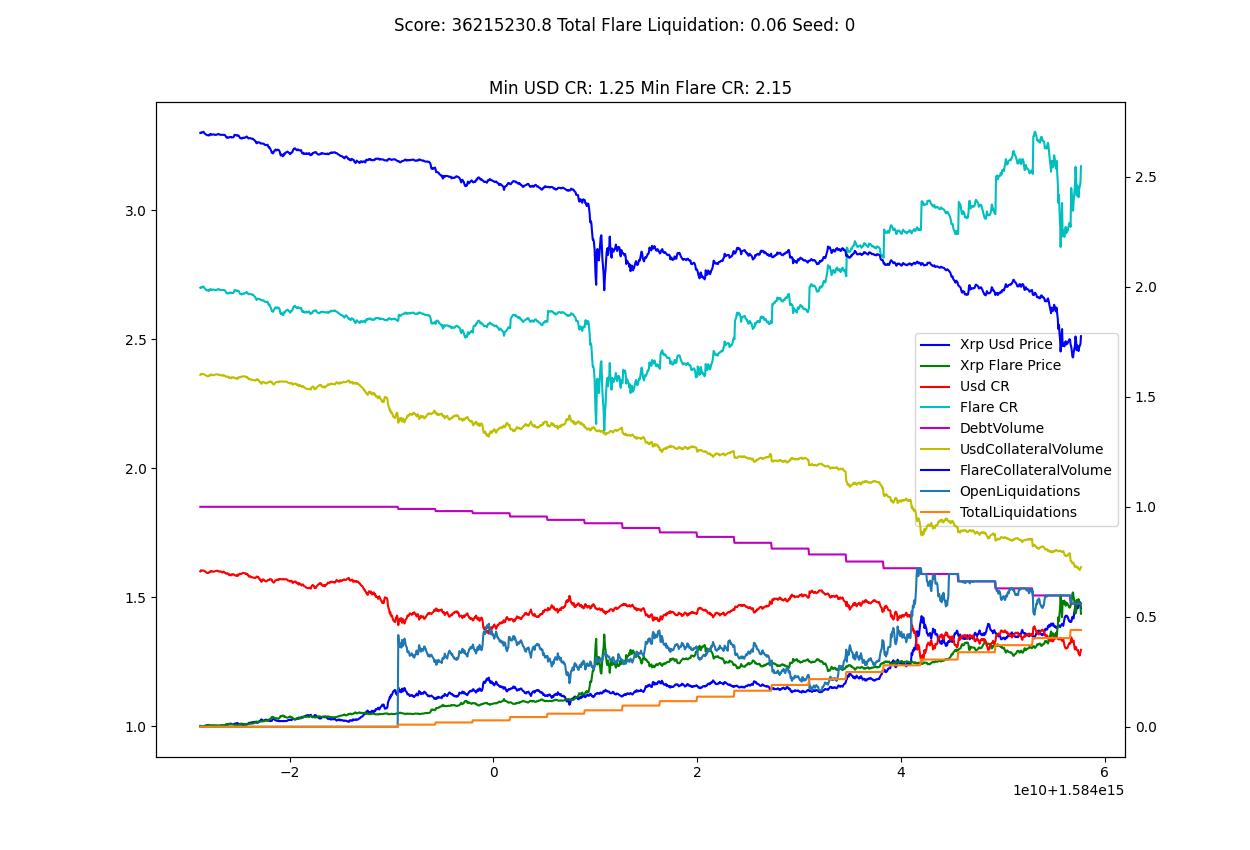 Score: 36215230.8 Total Flare Liquidation: 0.06 Seed: 0
Min USD CR: 1.25 Min Flare CR: 2.15
3.0
2.5
2.0
1.5
1.0
2.5
2.0
1.5
1.0
0.5
0.0
Xrp Usd Price
Xrp Flare Price
Usd CR
Flare CR
DebtVolume
UsdCollateralVolume
FlareCollateralVolume
OpenLiquidations
TotalLiquidations
−2 0 2 4 6
1e10+1.584e15